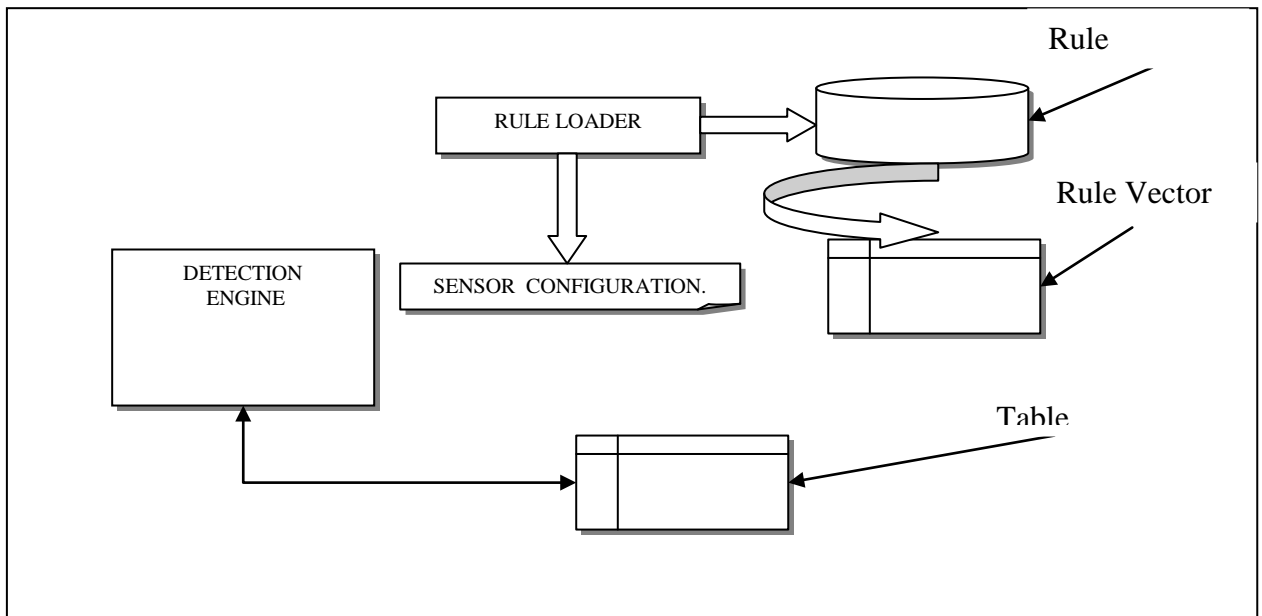 Rule
RULE LOADER
Rule Vector
DETECTION
ENGINE
SENSOR CONFIGURATION.
Table